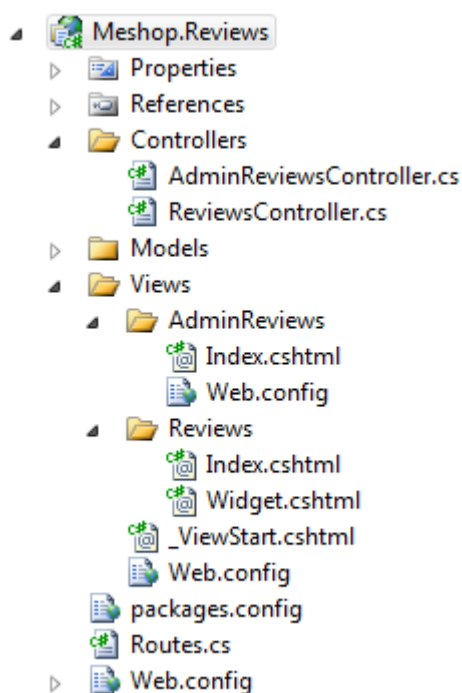 Meshop.Reviews
Properties
References
Controllers
AdminReviewsController.cs
ReviewsController.cs
Models
Views
AdminReviews
Index.cshtml
Web.config
Reviews
Index.cshtml
Widget.cshtml
_ViewStart.cshtml
Web.config
packages.config
Routes.cs
Web.config